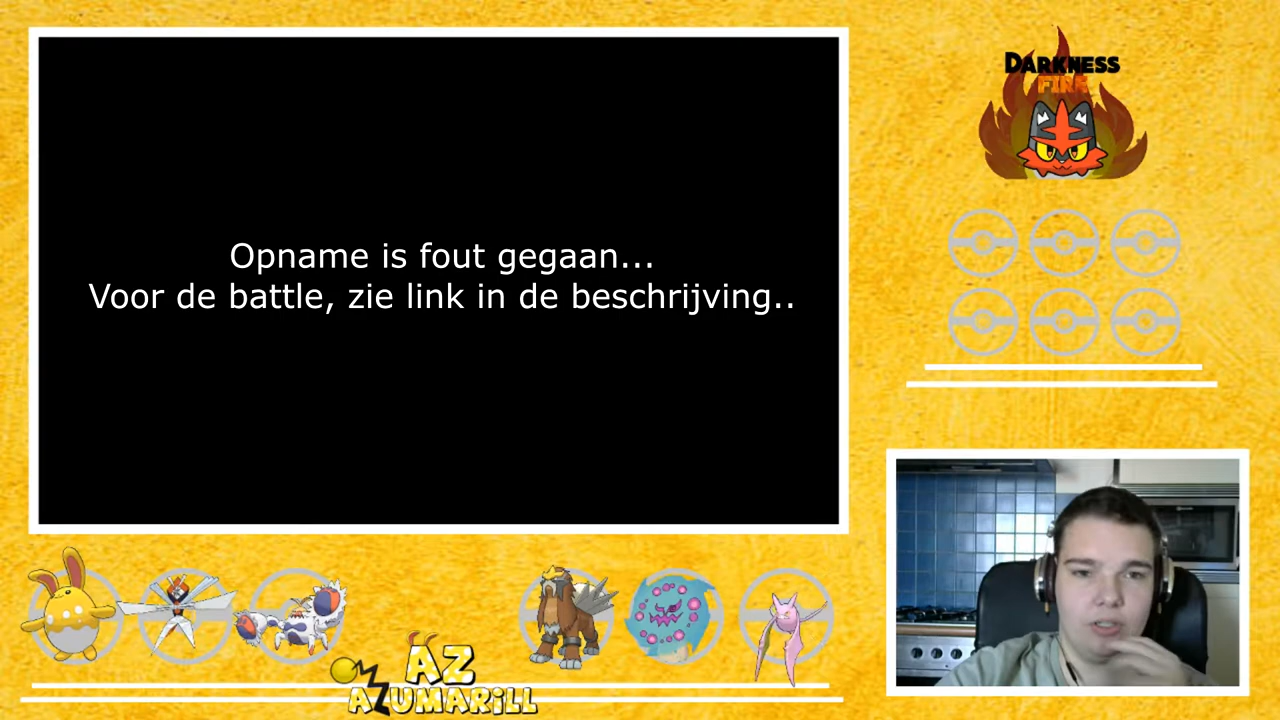 DARKNESS
FIRE
Opname is fout gegaan...
Voor de battle, zie link in de beschrijving..
AZ
AZUMARILL